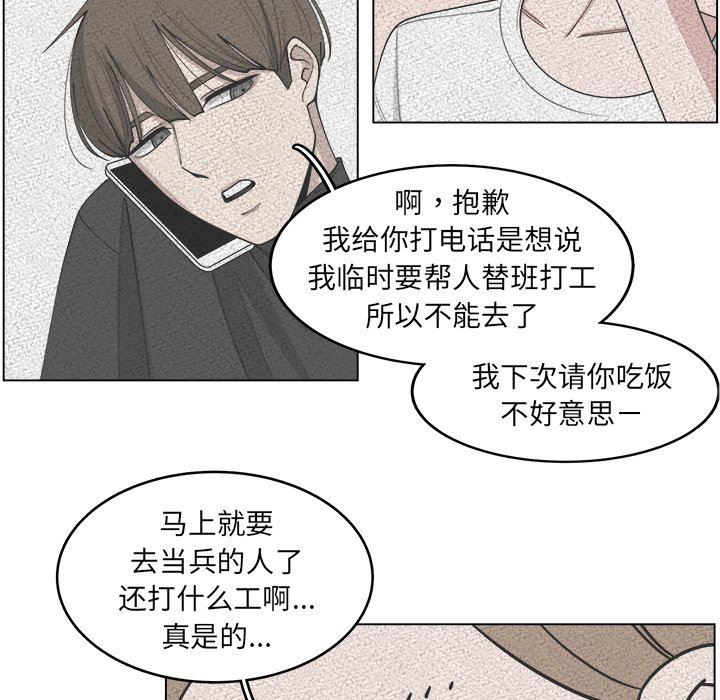 啊，抱歉
我给你打电话是想说
我临时要帮人替班打工
所以不能去了
我下次请你吃饭
不好意思－
马上就要
去当兵的人了
还打什么工啊…
真是的…